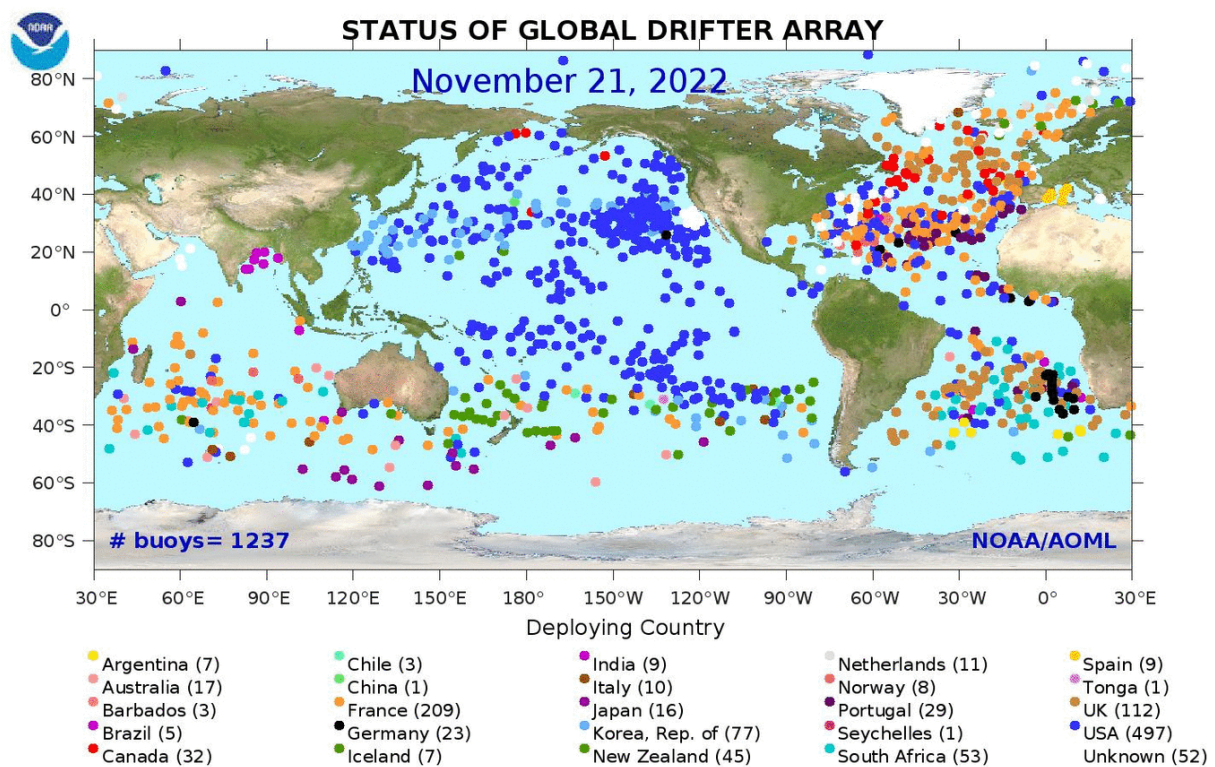 NOAA
STATUS OF GLOBAL DRIFTER ARRAY
November 21, 2022
80°N
60°N
40°N
20°N
0°
20°S
40°S
60°S
80°S
# buoys= 1237
NOAA/AOML
30°E 60°E 90°E 120°E 150°E 180° 150°W 120°W 90°W 60°W 30°W 0° 30°E
Deploying Country
Argentina (7)
Australia (17)
Barbados (3)
Brazil (5)
Canada (32)
Chile (3)
China (1)
France (209)
Germany (23)
Iceland (7)
India (9)
Italy (10)
Japan (16)
Korea, Rep. of (77)
New Zealand (45)
Netherlands (11)
Norway (8)
Portugal (29)
Seychelles (1)
South Africa (53)
Spain (9)
Tonga (1)
UK (112)
USA (497)
Unknown (52)